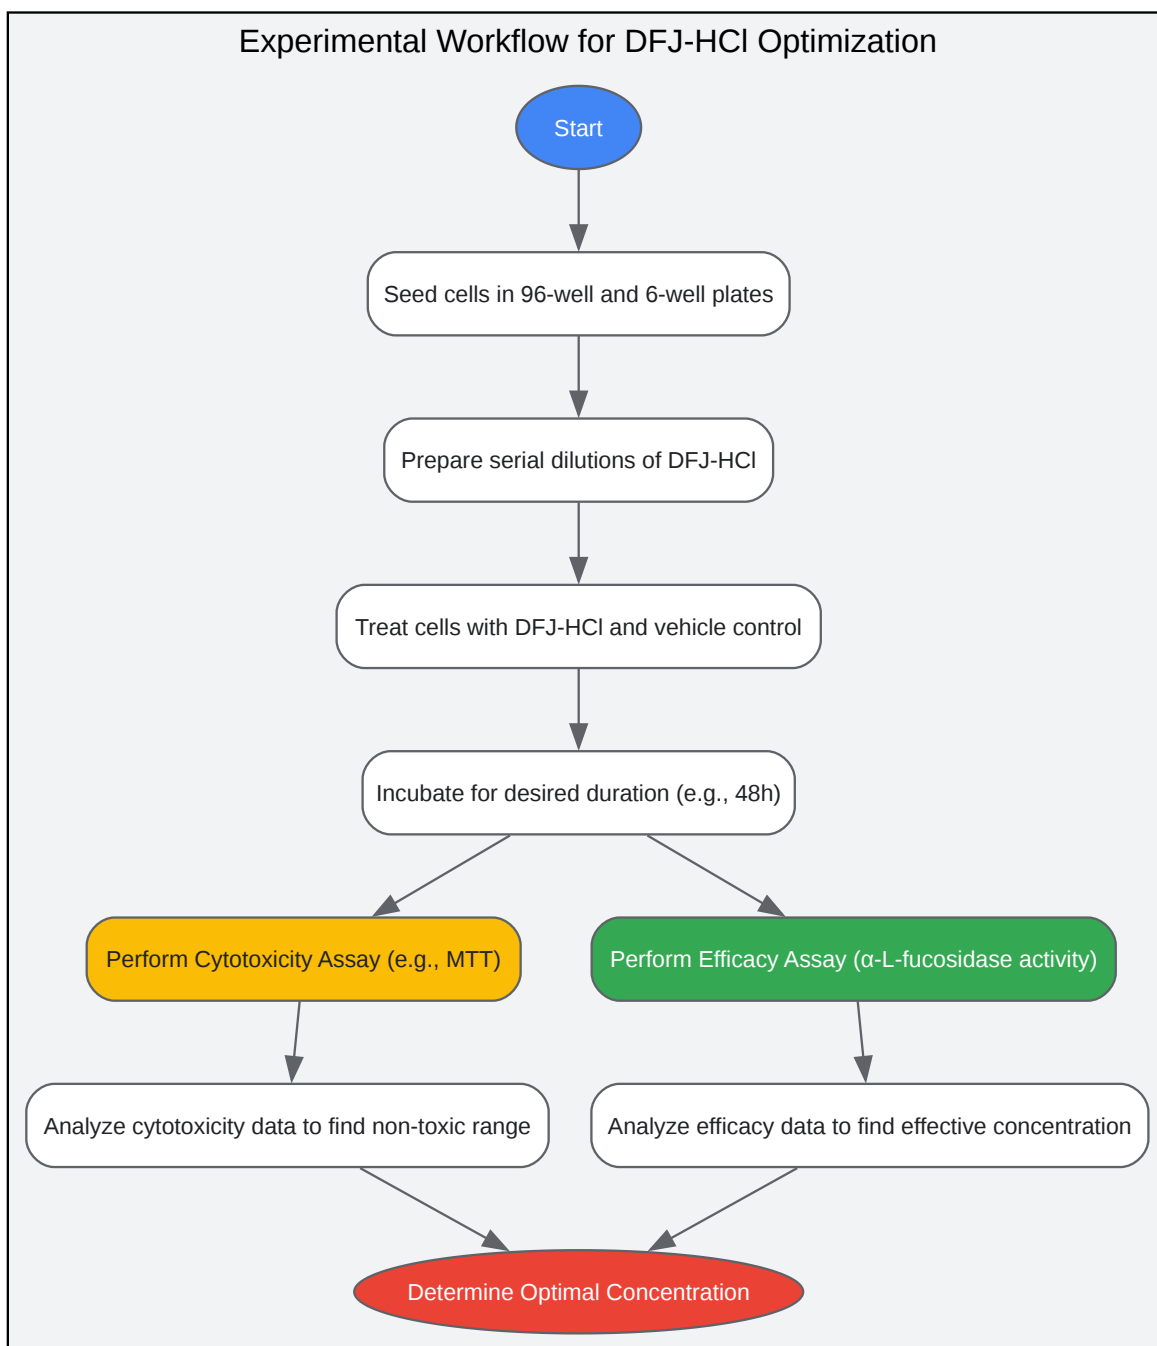 Experimental Workflow for DFJ-HCl Optimization
Start
Seed cells in 96-well and 6-well plates
Prepare serial dilutions of DFJ-HCl
Treat cells with DFJ-HCl and vehicle control
Incubate for desired duration (e.g., 48h)
Perform Cytotoxicity Assay (e.g., MTT)
Perform Efficacy Assay (α-L-fucosidase activity)
Analyze cytotoxicity data to find non-toxic range
Analyze efficacy data to find effective concentration
Determine Optimal Concentration